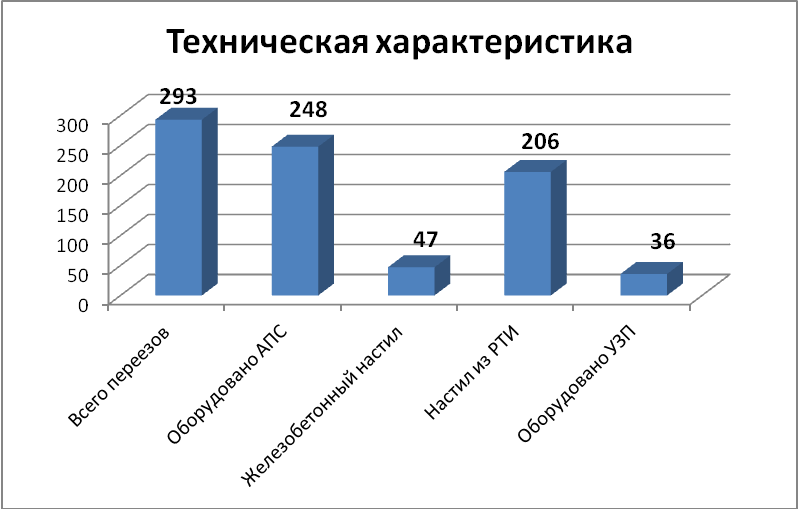 Техническая характеристика
293
248
206
47
36
300
250
200
150
100
50
0
Всего переезов
Оборудовано АПС
Железобетонный настил
Настил из РТИ
Оборудовано УЗП